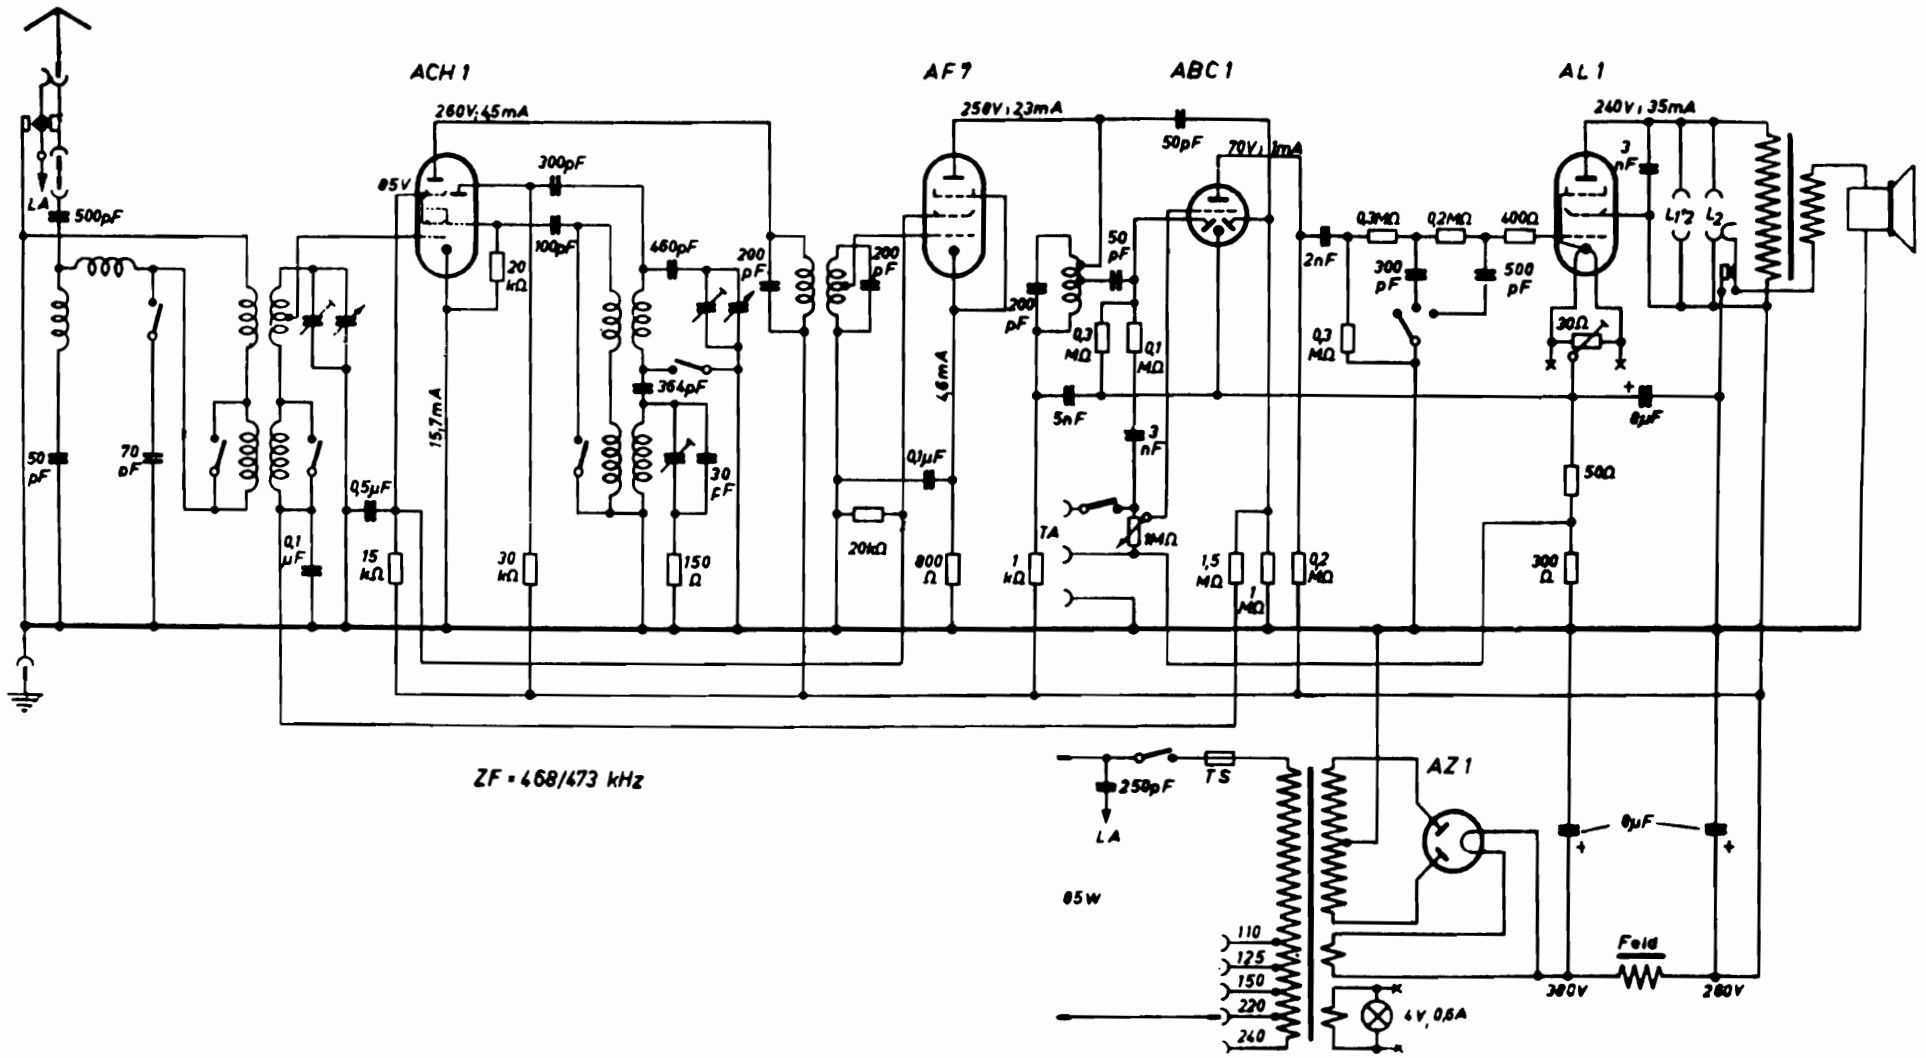 ACH 1
AF 7
ABC 1
AL 1
260V, 4,5mA
250V, 2,3mA
240V, 35mA
50pF
70V, 1mA
3
nF
300pF
85V
LA
500pF
100pF
460pF
20
kΩ
200
pF
200
pF
50
pF
200
pF
2nF
0,3MΩ
0,2MΩ
400Ω
300
pF
500
pF
L1'2
L2
0,3
MΩ
0,1
MΩ
0,3
MΩ
30Ω
364pF
15,7mA
4,6mA
5nF
+
8µF
50
pF
70
pF
30
pF
3
nF
0,1µF
50Ω
0,5µF
0,1
µF
15
kΩ
30
kΩ
150
Ω
20kΩ
800
Ω
1
kΩ
TA
1MΩ
1,5
MΩ
1
MΩ
0,2
MΩ
300
Ω
ZF = 468/473 kHz
250pF
TS
LA
AZ 1
8µF
+
+
85W
110
125
150
220
240
Feld
380V
260V
4V, 0,6A